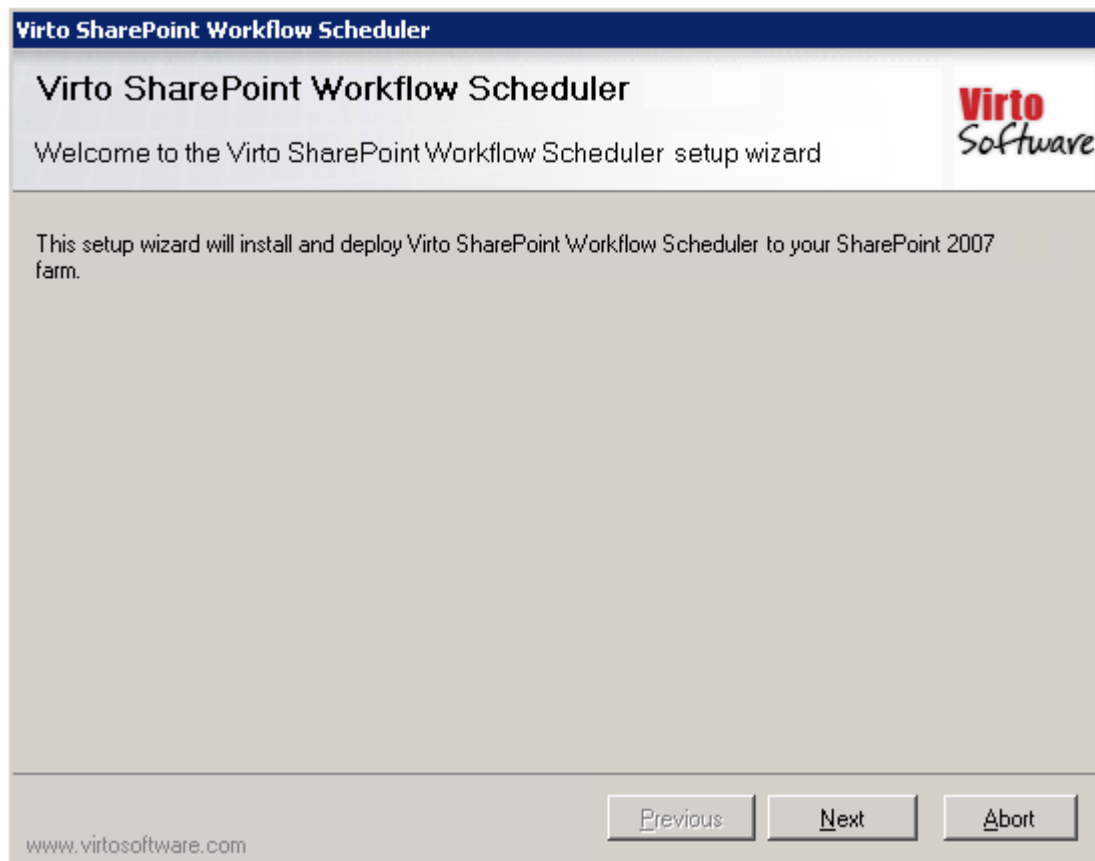 Virto SharePoint Workflow Scheduler
Virto SharePoint Workflow Scheduler
Welcome to the Virto SharePoint Workflow Scheduler setup wizard
Virto
Software
This setup wizard will install and deploy Virto SharePoint Workflow Scheduler to your SharePoint 2007
farm.
Previous
Next
Abort
www.virtosoftware.com